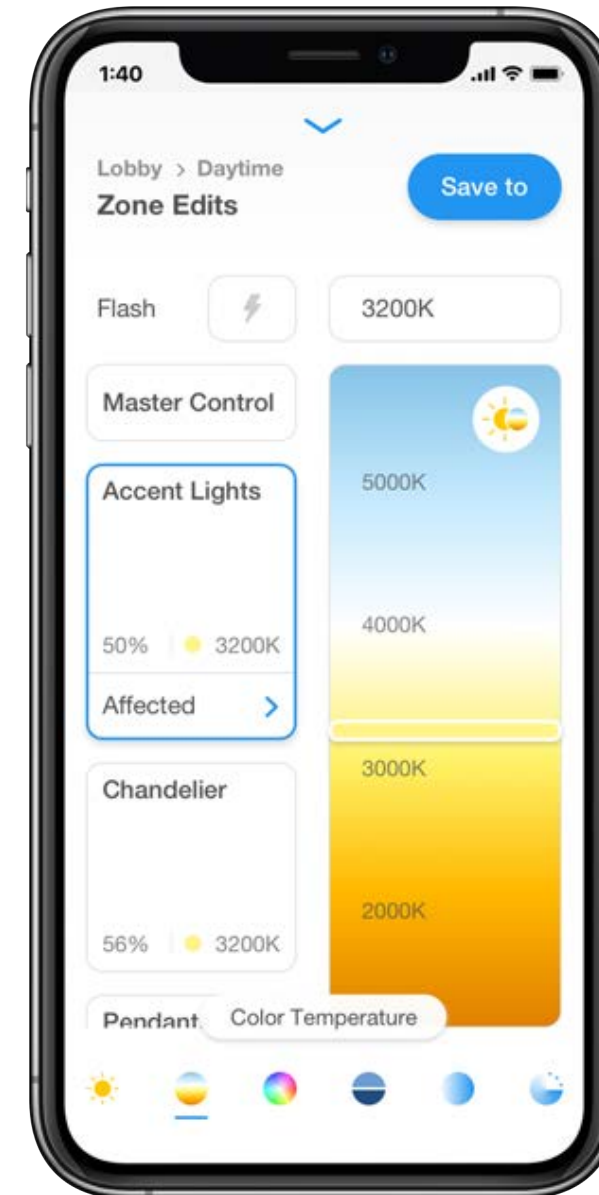 1:40
Lobby > Daytime
Zone Edits
Save to
Flash
3200K
Master Control
Accent Lights
50%
3200K
Affected
Chandelier
56%
3200K
Pendant
5000K
4000K
3000K
2000K
Color Temperature